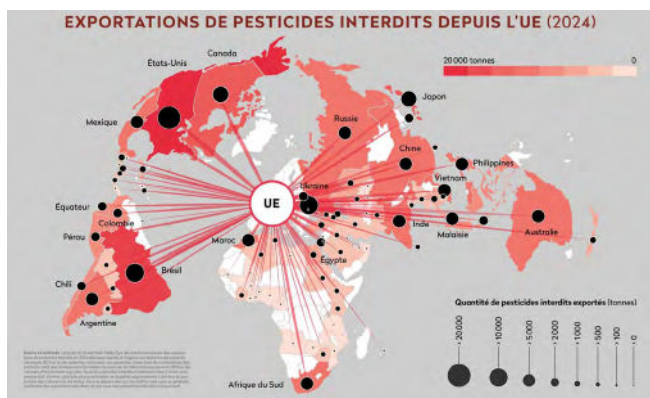 EXPORTATIONS DE PESTICIDES INTERDITS DEPUIS L'UE (2024)
20 000 tonnes
0
Canada
États-Unis
Mexique
Japon
Russie
Chine
Philippines
Vietnam
Ukraine
UE
Équateur
Colombie
Pérou
Maroc
Inde
Malaisie
Australie
Égypte
Brésil
Chili
Argentine
Afrique du Sud
Quantité de pesticides interdits exportés (tonnes)
20 000
10 000
5 000
2 000
1 000
500
100
0